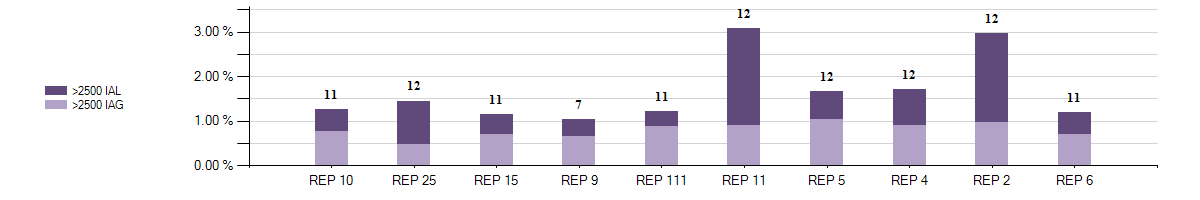 3.00 %
2.00 %
1.00 %
0.00 %
>2500 IAL
>2500 IAG
11 12 11 7 11 12 12 12 12 11
REP 10 REP 25 REP 15 REP 9 REP 111 REP 11 REP 5 REP 4 REP 2 REP 6